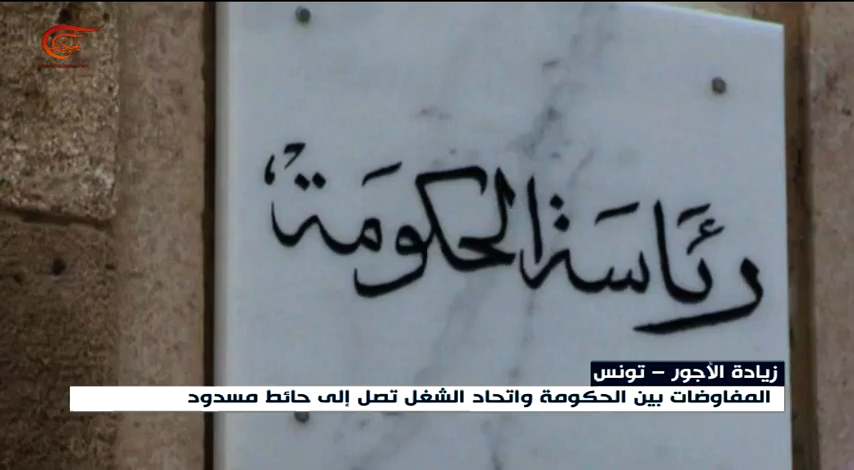 رئاسة الحكومة
زيادة الأجور – تونس
المفاوضات بين الحكومة واتحاد الشغل تصل إلى حائط مسدود